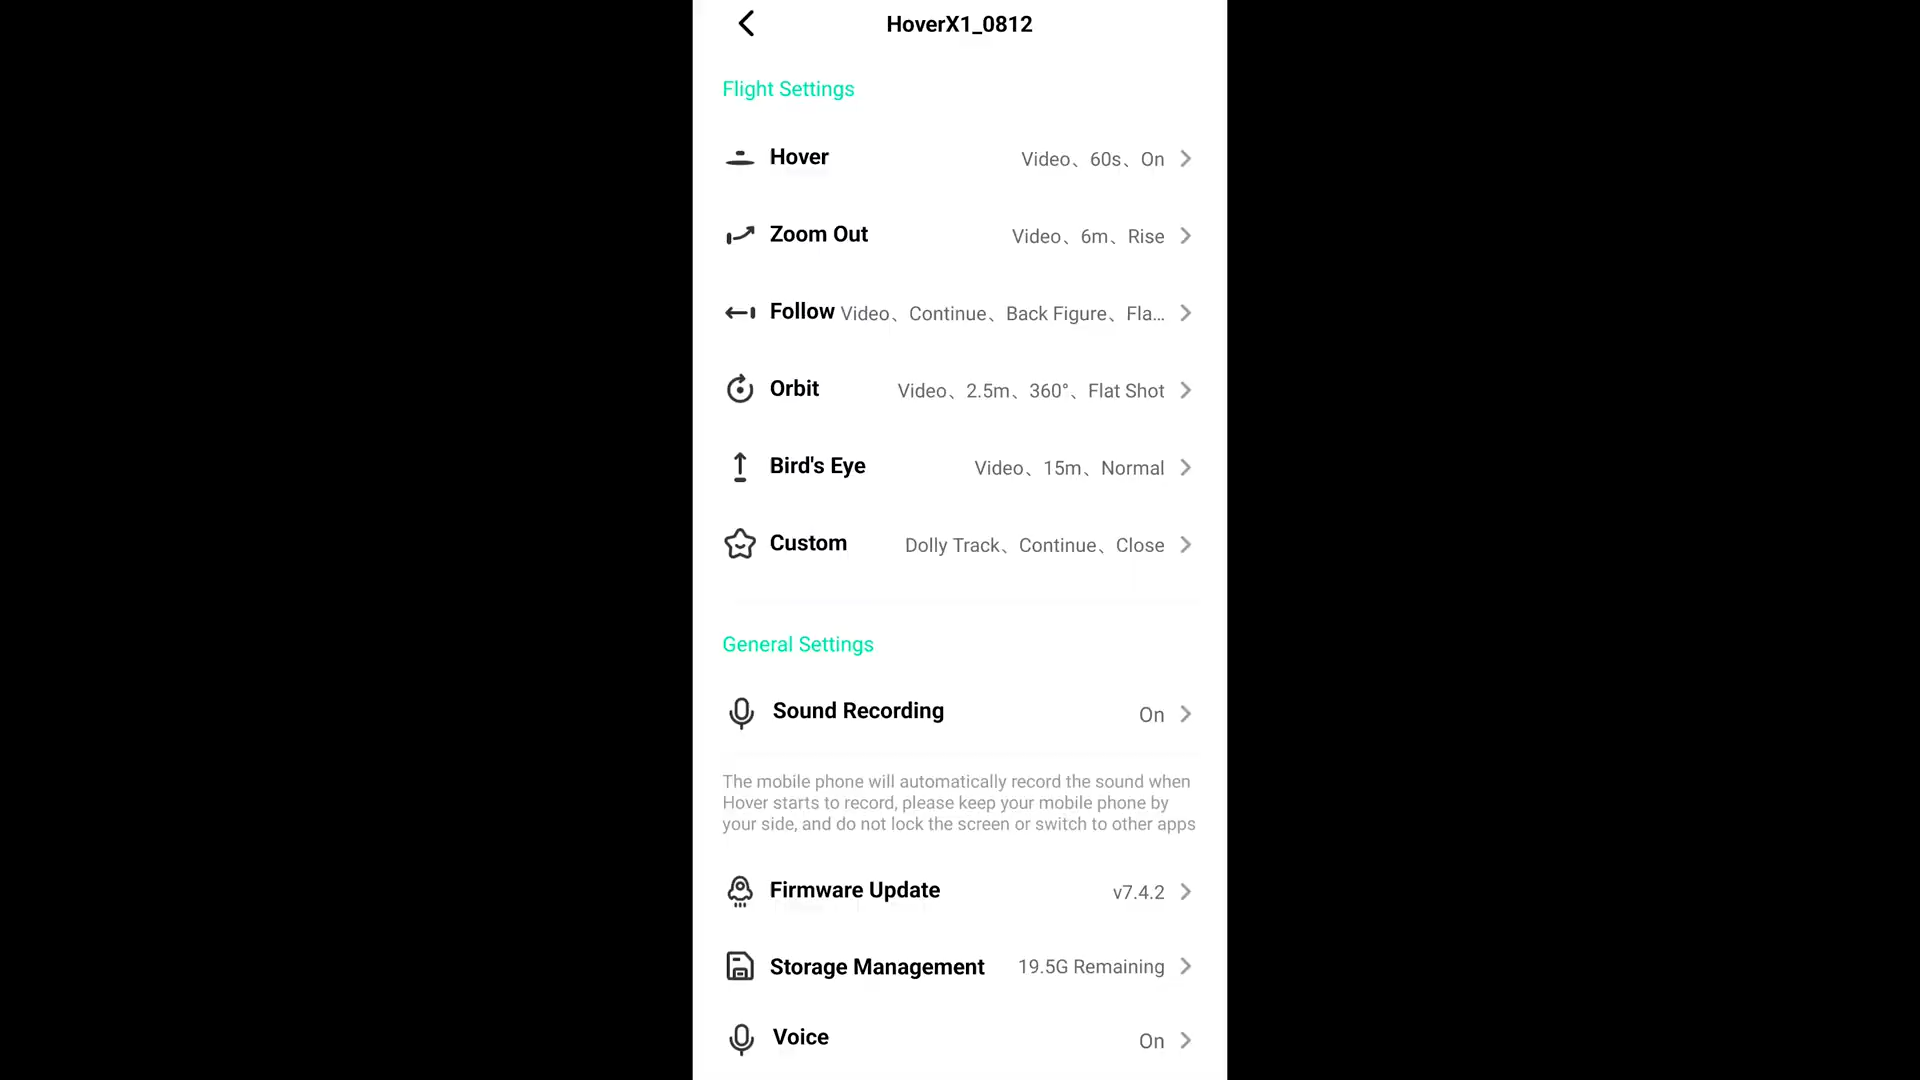 HoverX1_0812
Flight Settings
Hover Video、60s、On
Zoom Out Video、6m、Rise
Follow Video、Continue、Back Figure、Fla...
Orbit Video、2.5m、360°、Flat Shot
Bird's Eye Video、15m、Normal
Custom Dolly Track、Continue、Close
General Settings
Sound Recording On
The mobile phone will automatically record the sound when
Hover starts to record, please keep your mobile phone by
your side, and do not lock the screen or switch to other apps
Firmware Update v7.4.2
Storage Management 19.5G Remaining
Voice On